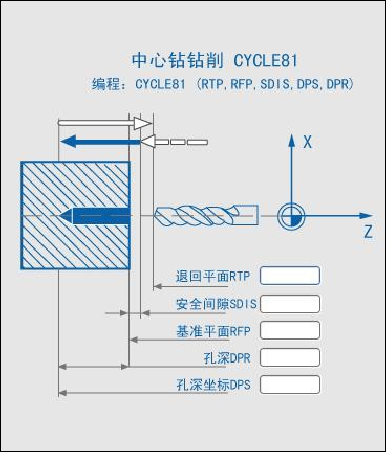 中心钻钻削 CYCLE81
编程: CYCLE81 (RTP,RFP,SDIS,DPS,DPR)
X
Z
退回平面RTP
安全间隙SDIS
基准平面RFP
孔深DPR
孔深坐标DPS